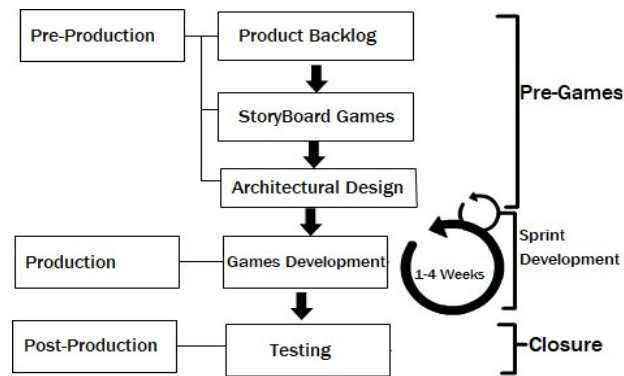 Pre-Production
Product Backlog
Pre-Games
StoryBoard Games
Architectural Design
Sprint
Development
Production
Games Development
1-4 Weeks
Post-Production
Testing
Closure